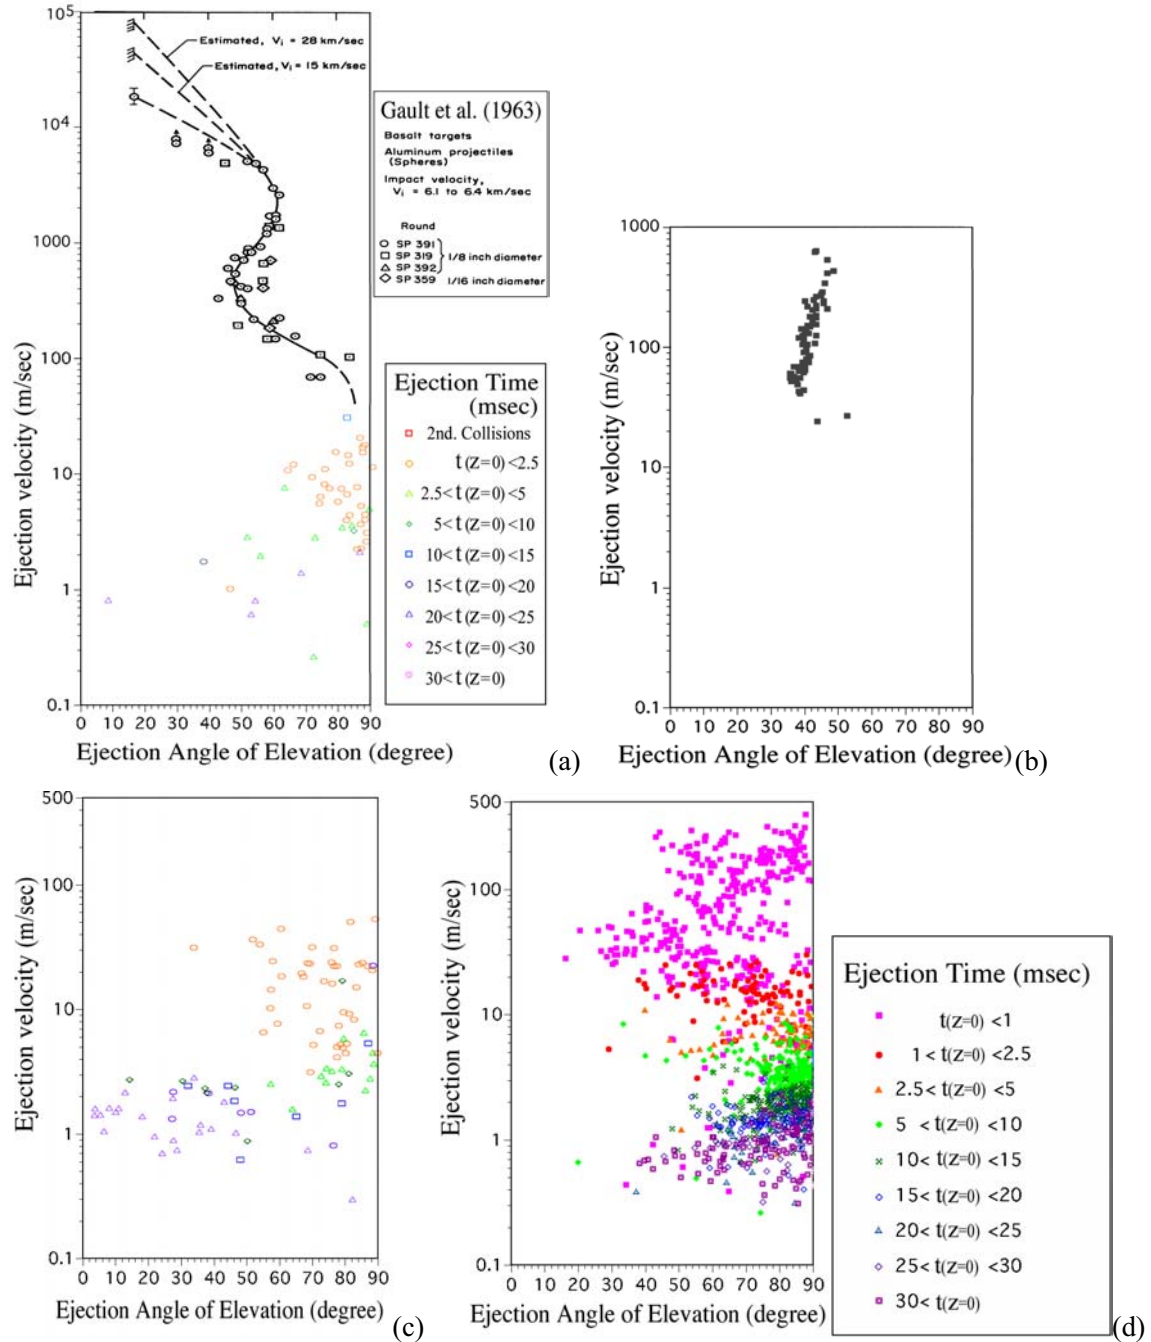 10⁵
Estimated, Vᵢ = 28 km/sec
Estimated, Vᵢ = 15 km/sec
10⁴
1000
100
10
1
0.1
0 10 20 30 40 50 60 70 80 90
Ejection velocity (m/sec)
Ejection Angle of Elevation (degree)
(a)
Gault et al. (1963)
Basalt targets
Aluminum projectiles
(Spheres)
Impact velocity,
Vᵢ = 6.1 to 6.4 km/sec
Round
SP 391
SP 319
1/8 inch diameter
SP 392
SP 359 1/16 inch diameter
Ejection Time
(msec)
2nd. Collisions
t(z=0)<2.5
2.5<t(z=0)<5
5<t(z=0)<10
10<t(z=0)<15
15<t(z=0)<20
20<t(z=0)<25
25<t(z=0)<30
30<t(z=0)
1000
100
10
1
0.1
0 10 20 30 40 50 60 70 80 90
Ejection velocity (m/sec)
Ejection Angle of Elevation (degree)
(b)
500
100
10
1
0.1
0 10 20 30 40 50 60 70 80 90
Ejection velocity (m/sec)
Ejection Angle of Elevation (degree)
(c)
500
100
10
1
0.1
0 10 20 30 40 50 60 70 80 90
Ejection velocity (m/sec)
Ejection Angle of Elevation (degree)
Ejection Time (msec)
t(z=0) <1
1< t(z=0) <2.5
2.5< t(z=0) <5
5 <t(z=0) <10
10< t(z=0) <15
15< t(z=0) <20
20< t(z=0) <25
25< t(z=0) <30
30< t(z=0)
(d)